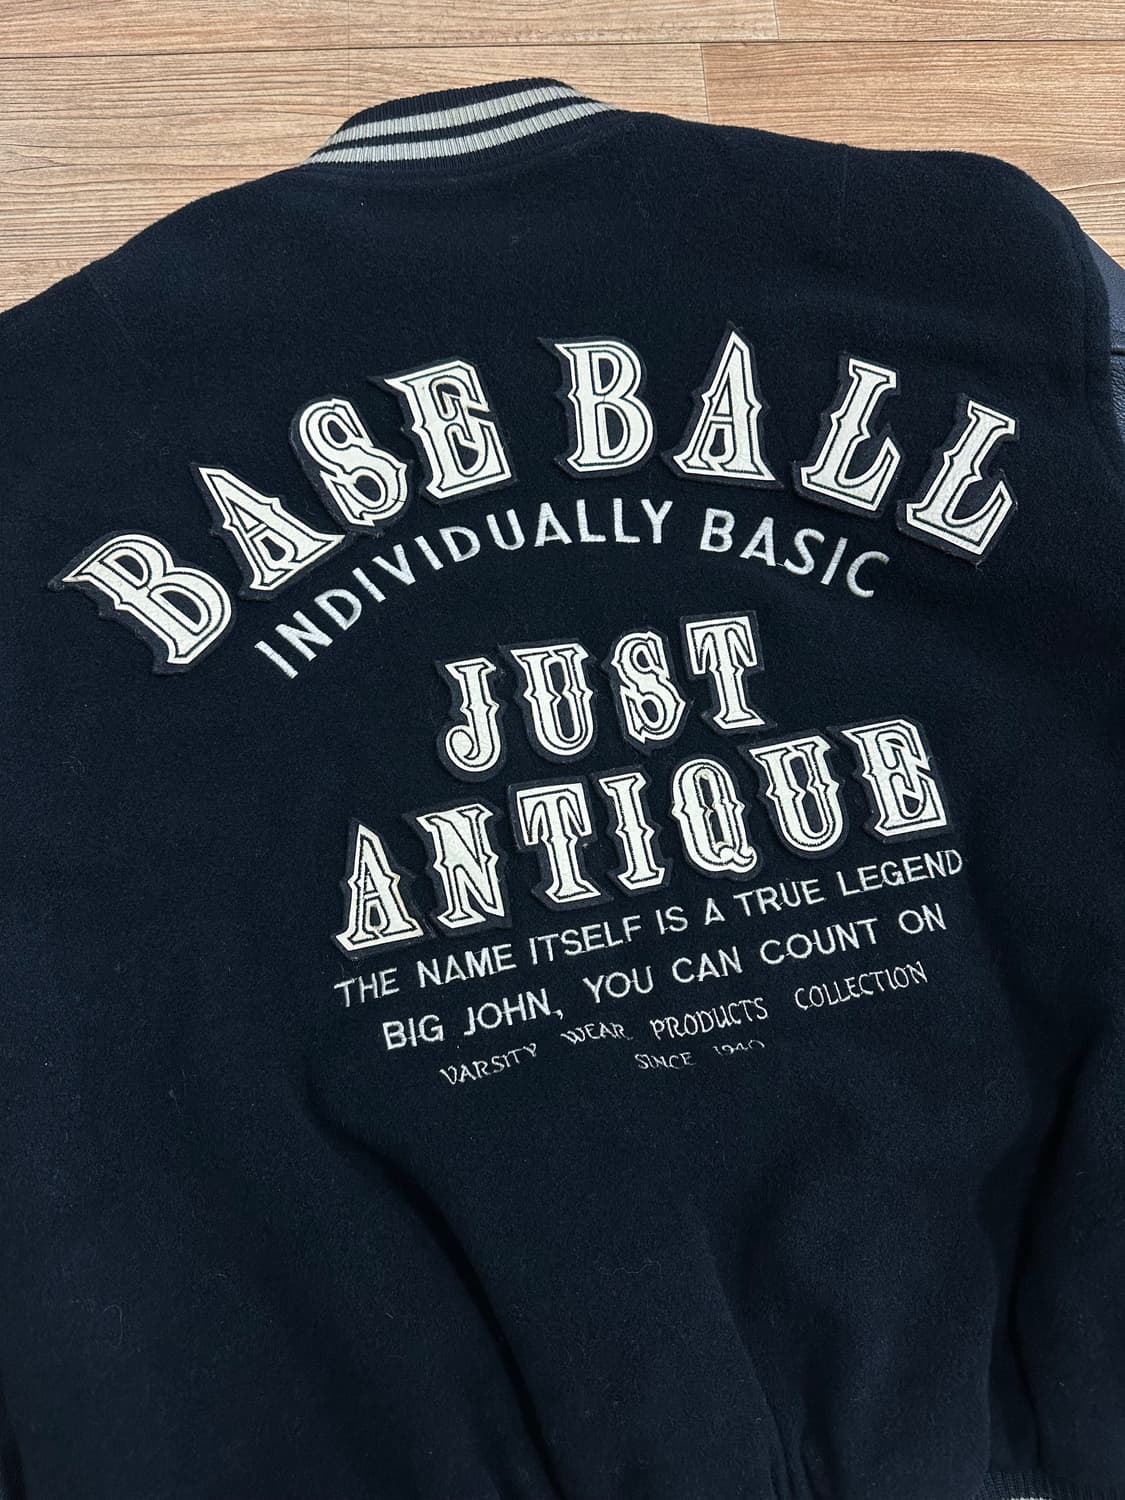 BASE BALL
INDIVIDUALLY BASIC
JUST
ANTIQUE
THE NAME ITSELF IS A TRUE LEGEND
BIG JOHN, YOU CAN COUNT ON
VARSITY WEAR PRODUCTS COLLECTION
SINCE 1940